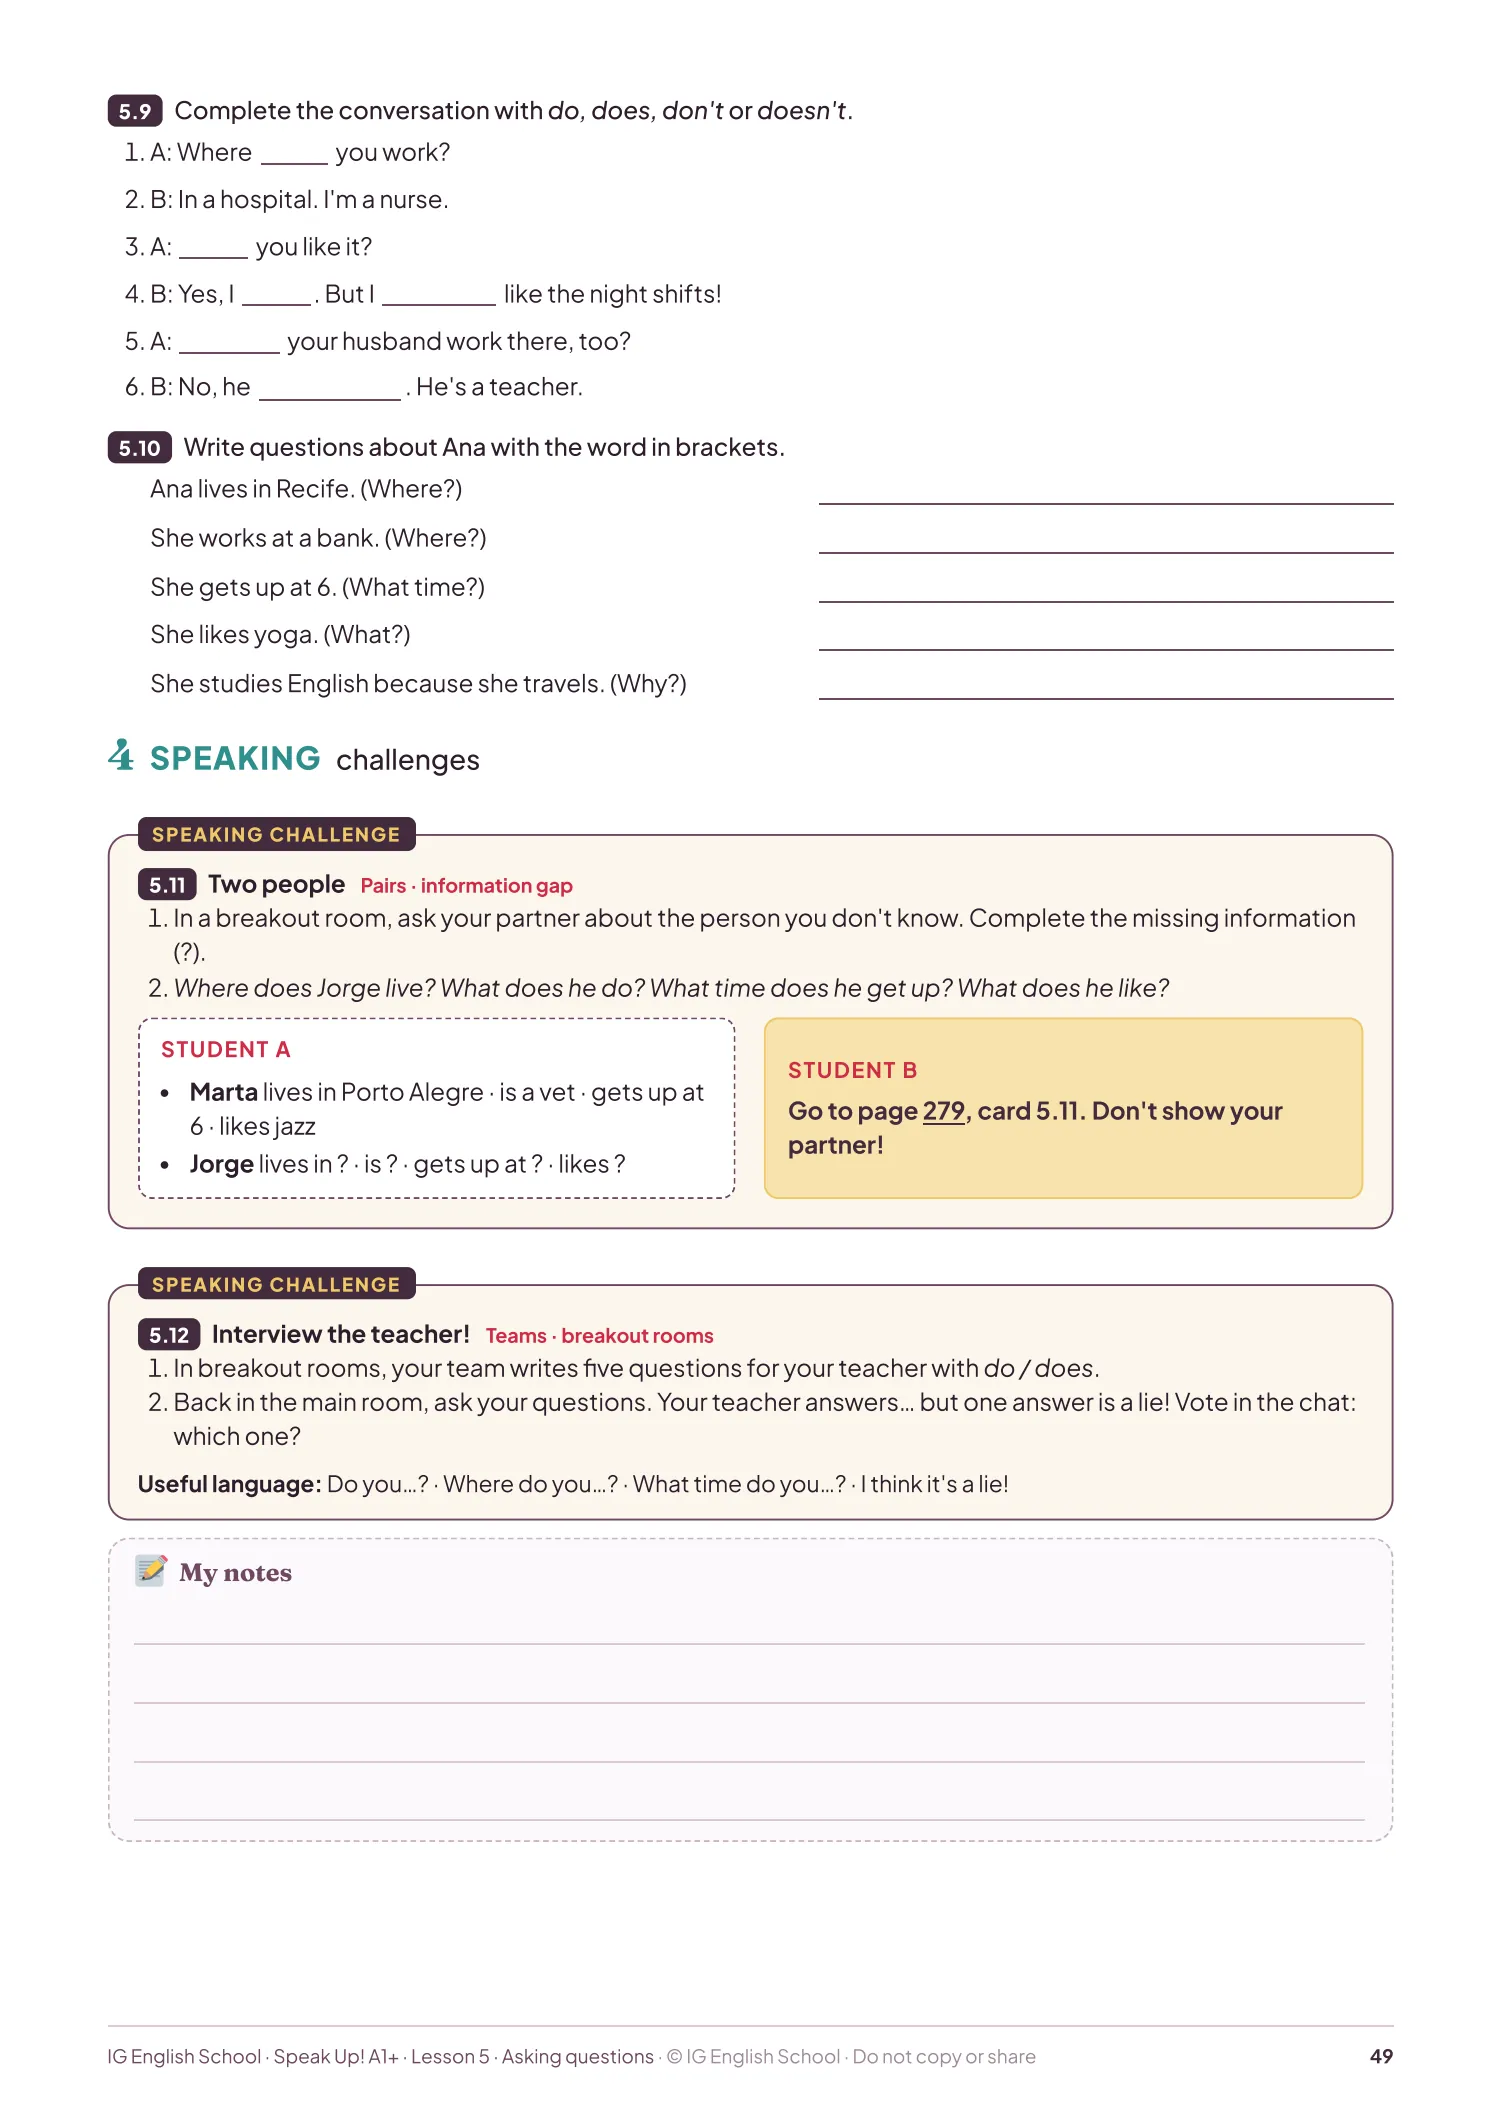 5.9 Complete the conversation with do, does, don't or doesn't.
1. A: Where _____ you work?
2. B: In a hospital. I'm a nurse.
3. A: _____ you like it?
4. B: Yes, I _____. But I ________ like the night shifts!
5. A: _______ your husband work there, too?
6. B: No, he __________. He's a teacher.
5.10 Write questions about Ana with the word in brackets.
Ana lives in Recife. (Where?)
She works at a bank. (Where?)
She gets up at 6. (What time?)
She likes yoga. (What?)
She studies English because she travels. (Why?)
4 SPEAKING challenges
SPEAKING CHALLENGE
5.11 Two people Pairs · information gap
1. In a breakout room, ask your partner about the person you don't know. Complete the missing information
(?).
2. Where does Jorge live? What does he do? What time does he get up? What does he like?
STUDENT A
• Marta lives in Porto Alegre · is a vet · gets up at
6 · likes jazz
• Jorge lives in ? · is ? · gets up at ? · likes ?
STUDENT B
Go to page 279, card 5.11. Don't show your
partner!
SPEAKING CHALLENGE
5.12 Interview the teacher! Teams · breakout rooms
1. In breakout rooms, your team writes five questions for your teacher with do / does.
2. Back in the main room, ask your questions. Your teacher answers... but one answer is a lie! Vote in the chat:
which one?
Useful language: Do you...? · Where do you...? · What time do you...? · I think it's a lie!
My notes
IG English School · Speak Up! A1+ · Lesson 5 · Asking questions · © IG English School · Do not copy or share
49